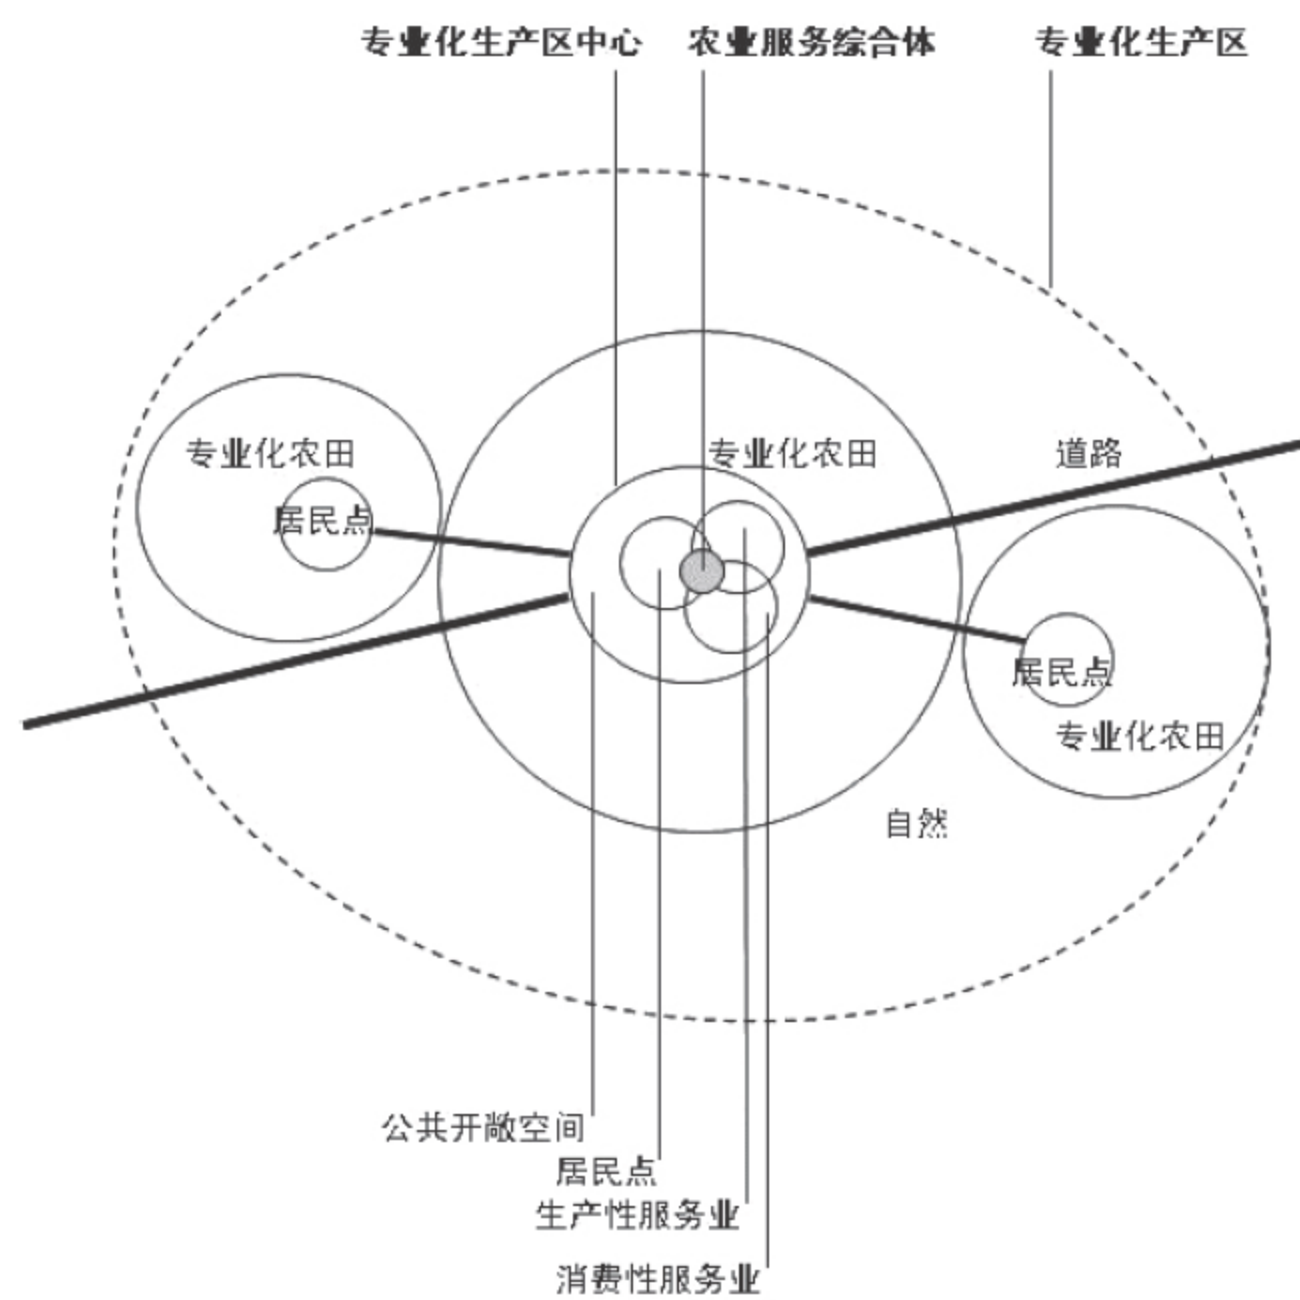 专业化生产区中心
农业服务综合体
专业化生产区
专业化农田
居民点
专业化农田
道路
居民点
专业化农田
自然
公共开敞空间
居民点
生产性服务业
消费性服务业